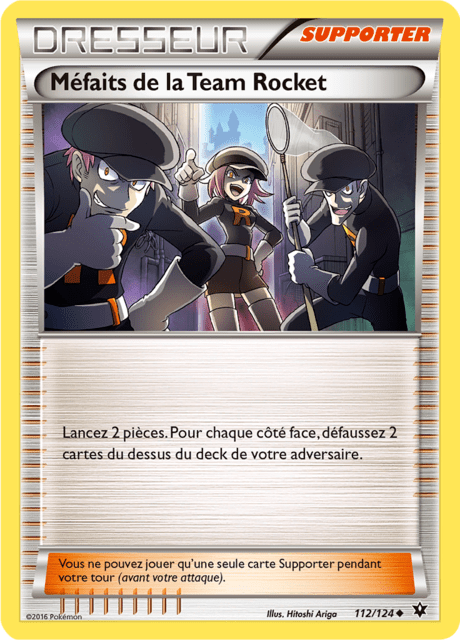 DRESSEUR SUPPORTER
Méfaits de la Team Rocket
R
Lancez 2 pièces. Pour chaque côté face, défaussez 2
cartes du dessus du deck de votre adversaire.
Vous ne pouvez jouer qu'une seule carte Supporter pendant
votre tour (avant votre attaque).
©2016 Pokémon Illus. Hitoshi Ariga 112/124